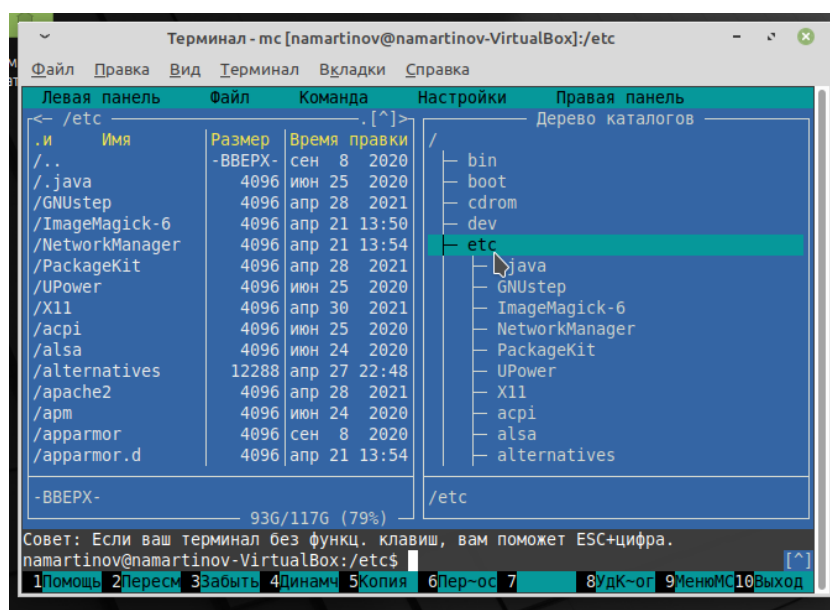 Терминал - mc [namartinov@namartinov-VirtualBox]:/etc
Файл Правка Вид Терминал Вкладки Справка
Левая панель Файл Команда Настройки Правая панель
<— /etc .[^]> Дерево каталогов
.и Имя Размер Время правки /
/.. -ВВЕРХ- сен 8 2020 bin
/.java 4096 июн 25 2020 boot
/GNUstep 4096 апр 28 2021 cdrom
/ImageMagick-6 4096 апр 21 13:50 dev
/NetworkManager 4096 апр 21 13:54 etc
/PackageKit 4096 апр 28 2021 .java
/UPower 4096 июн 25 2020 GNUstep
/X11 4096 апр 30 2021 ImageMagick-6
/acpi 4096 июн 25 2020 NetworkManager
/alsa 4096 июн 24 2020 PackageKit
/alternatives 12288 апр 27 22:48 UPower
/apache2 4096 апр 28 2021 X11
/apm 4096 июн 24 2020 acpi
/apparmor 4096 сен 8 2020 alsa
/apparmor.d 4096 апр 21 13:54 alternatives
-ВВЕРХ- /etc
93G/117G (79%)
Совет: Если ваш терминал без функц. клавиш, вам поможет ESC+цифра.
namartinov@namartinov-VirtualBox:/etc$ [^]
1Помощь 2Пересм 3Забыть 4Динамч 5Копия 6Пер~ос 7 8УдК~ог 9МенюMC 10Выход